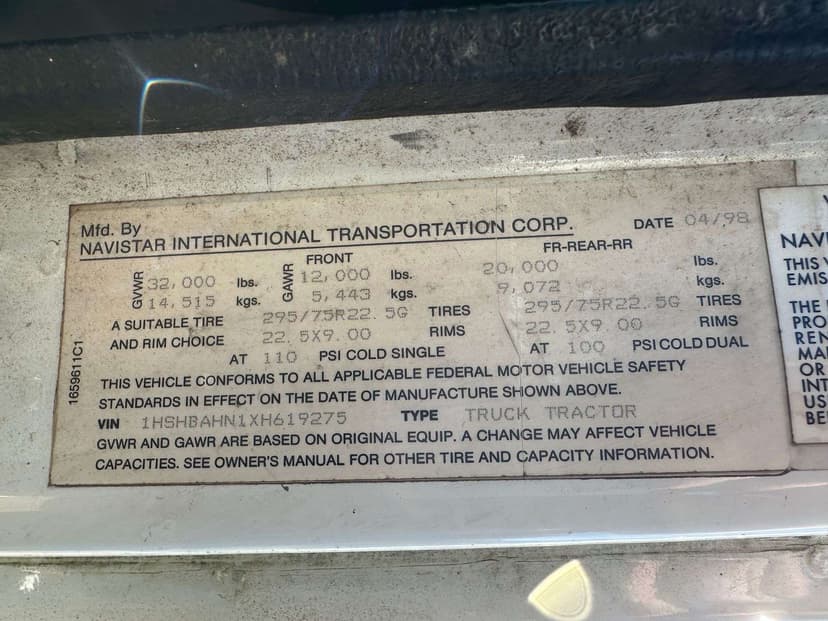 Mfd. By
NAVISTAR INTERNATIONAL TRANSPORTATION CORP. DATE 04/98
FRONT FR-REAR-RR
GVWR 32,000 lbs. GAWR 12,000 lbs. 20,000 lbs.
14,515 kgs. 5,443 kgs. 9,072 kgs.
A SUITABLE TIRE 295/75R22.5G TIRES 295/75R22.5G TIRES
AND RIM CHOICE 22.5X9.00 RIMS 22.5X9.00 RIMS
AT 110 PSI COLD SINGLE AT 100 PSI COLD DUAL
THIS VEHICLE CONFORMS TO ALL APPLICABLE FEDERAL MOTOR VEHICLE SAFETY
STANDARDS IN EFFECT ON THE DATE OF MANUFACTURE SHOWN ABOVE.
VIN 1HSHBAHN1XH619275 TYPE TRUCK TRACTOR
GVWR AND GAWR ARE BASED ON ORIGINAL EQUIP. A CHANGE MAY AFFECT VEHICLE
CAPACITIES. SEE OWNER'S MANUAL FOR OTHER TIRE AND CAPACITY INFORMATION.
1659611C1
NAVI
THIS V
EMIS
THE
PRO
REN
MAN
OR
INT
US
BE